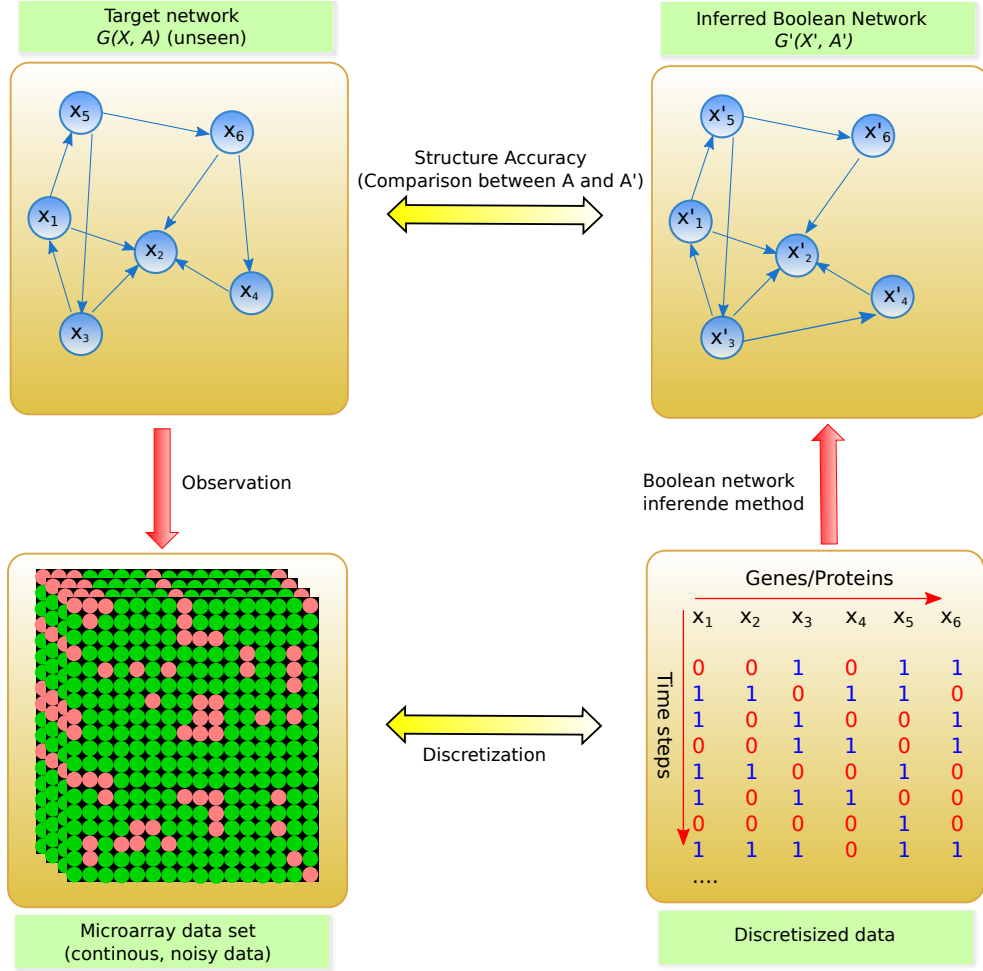 Target network
G(X, A) (unseen)
Inferred Boolean Network
G'(X', A')
x5
x6
x1
x2
x4
x3
Structure Accuracy
(Comparison between A and A')
x'5
x'6
x'1
x'2
x'4
x'3
Observation
Boolean network
inferende method
Genes/Proteins
x1 x2 x3 x4 x5 x6
Time steps
0 0 1 0 1 1
1 1 0 1 1 0
1 0 1 0 0 1
0 0 1 1 0 1
1 1 0 0 1 0
1 0 1 1 0 0
0 0 0 0 1 0
1 1 1 0 1 1
....
Discretization
Microarray data set
(continous, noisy data)
Discretisized data